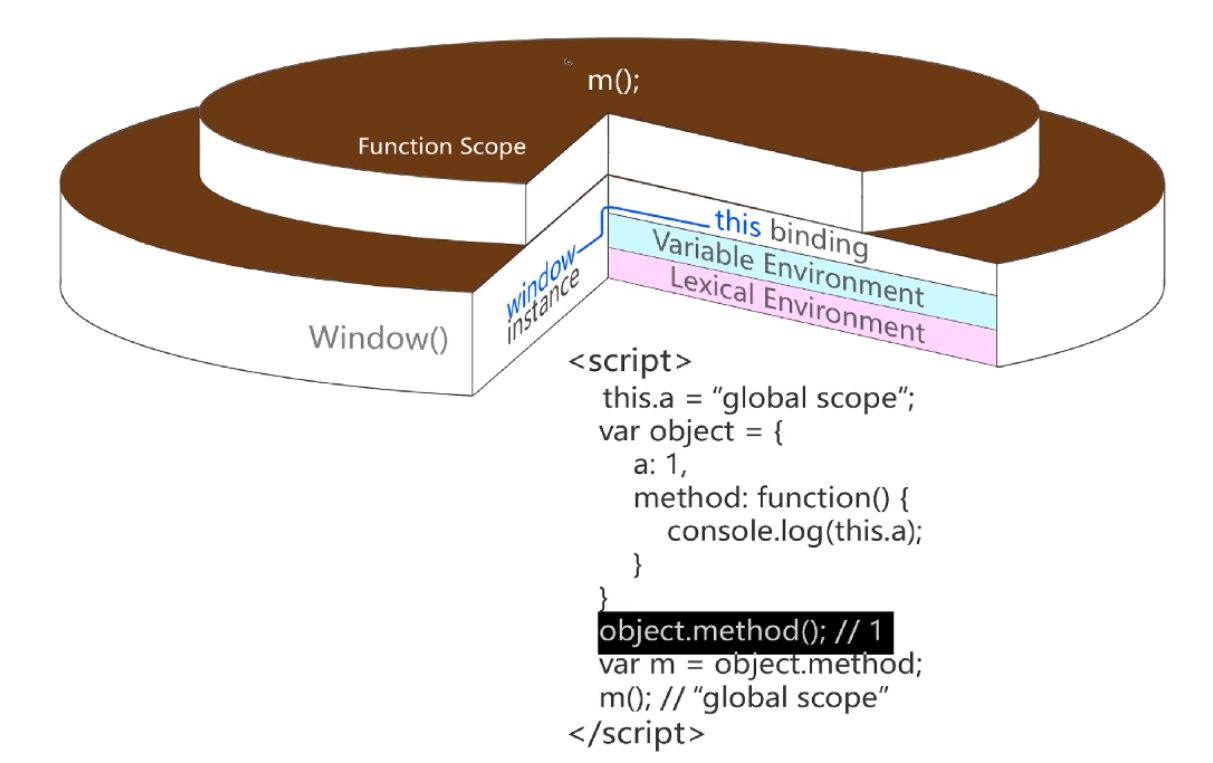 m();
Function Scope
this binding
Variable Environment
Lexical Environment
window
instance
Window()
<script>
this.a = “global scope”;
var object = {
a: 1,
method: function() {
console.log(this.a);
}
}
object.method(); // 1
var m = object.method;
m(); // “global scope”
</script>